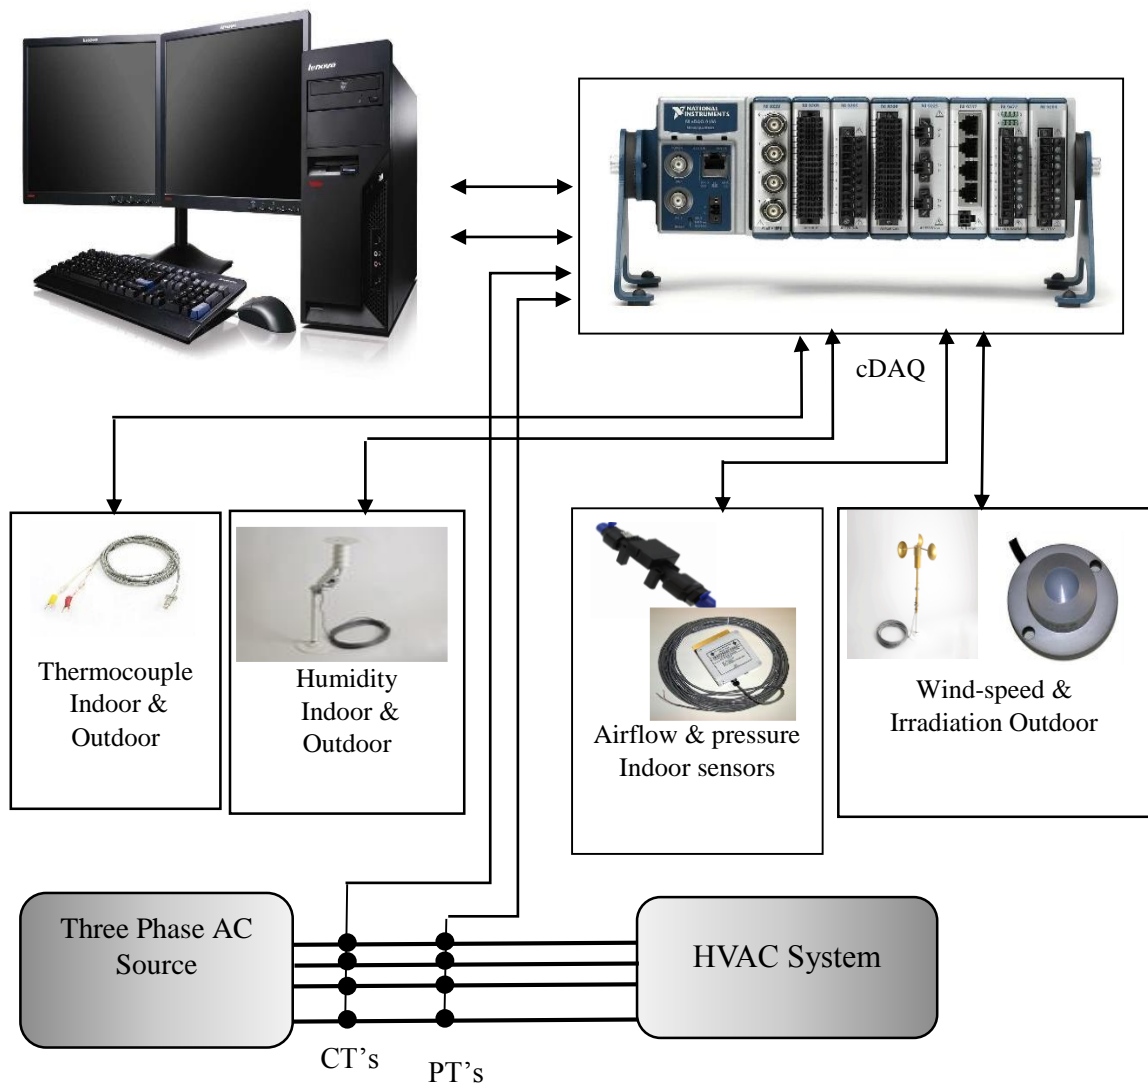 lenovo
lenovo
NATIONAL
INSTRUMENTS
cDAQ
Thermocouple
Indoor &
Outdoor
Humidity
Indoor &
Outdoor
Airflow & pressure
Indoor sensors
Wind-speed &
Irradiation Outdoor
Three Phase AC
Source
HVAC System
CT’s
PT’s